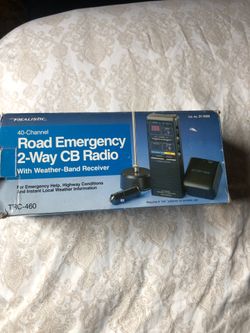 REALISTIC
40-Channel
Road Emergency
2-Way CB Radio
With Weather-Band Receiver
For Emergency Help, Highway Conditions
And Instant Local Weather Information
TRC-460